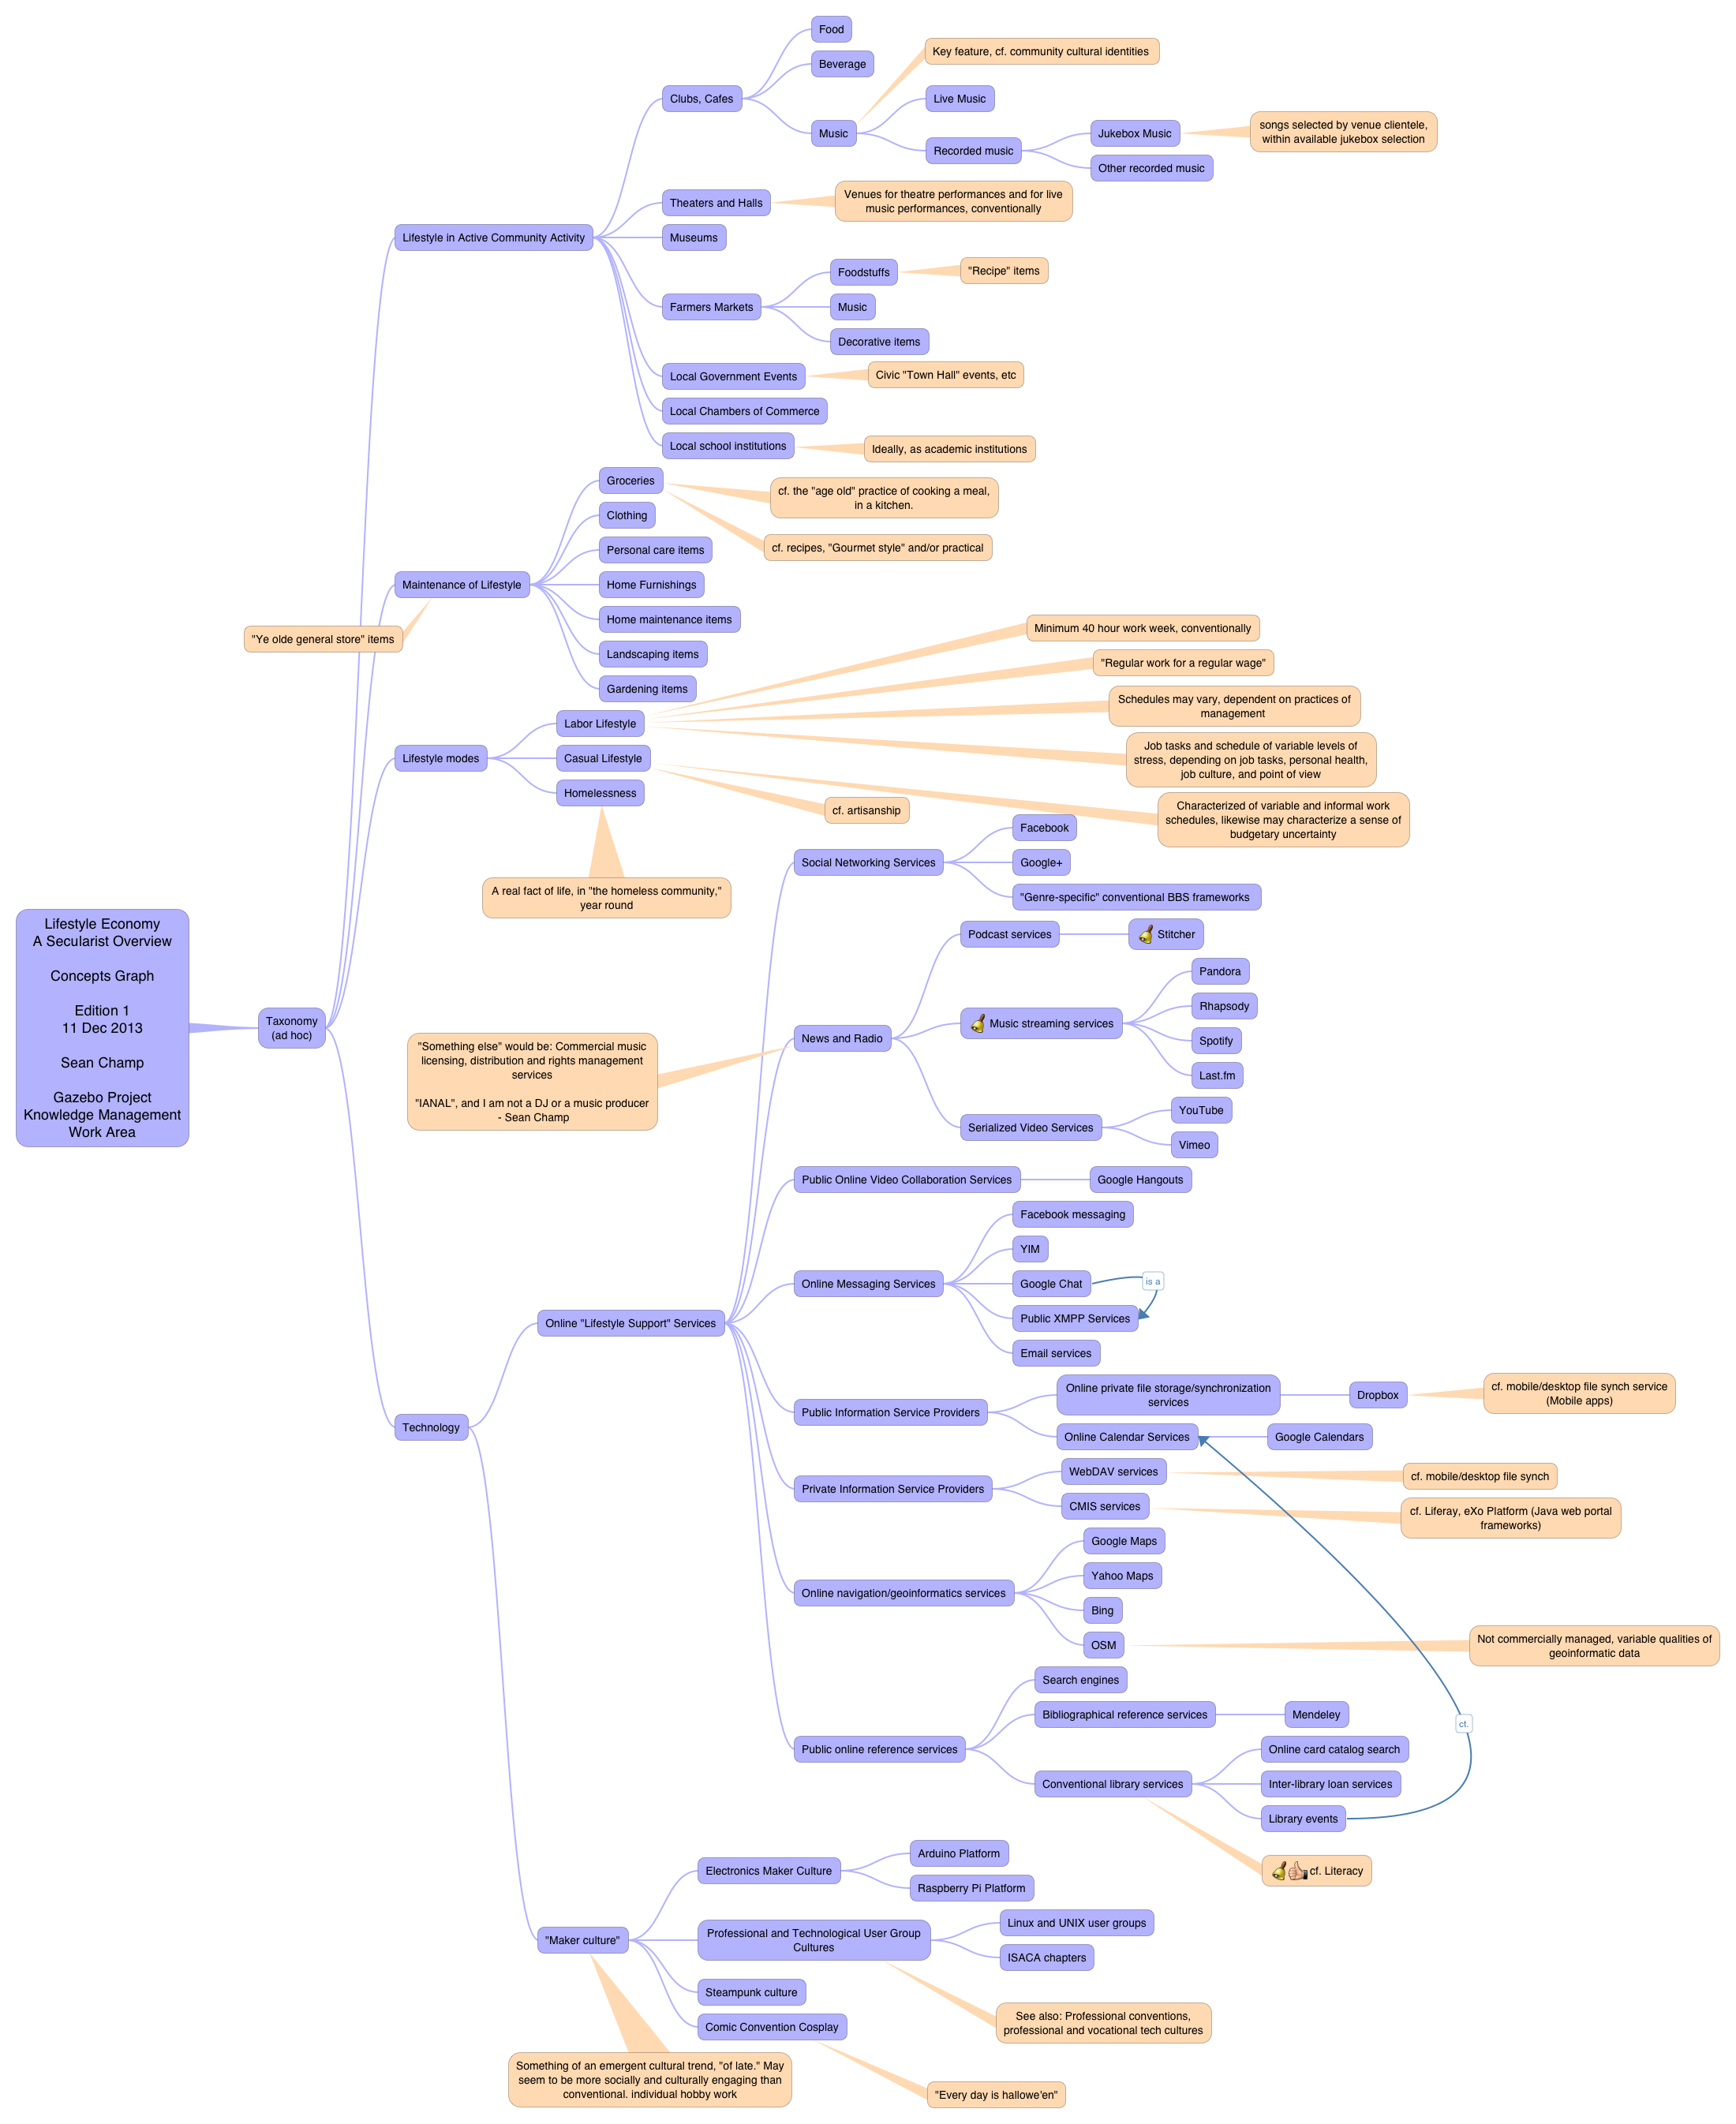 Lifestyle Economy
A Secularist Overview
Concepts Graph
Edition 1
11 Dec 2013
Sean Champ
Gazebo Project
Knowledge Management
Work Area
Taxonomy
(ad hoc)
Lifestyle in Active Community Activity
Clubs, Cafes
Food
Beverage
Music
Key feature, cf. community cultural identities
Live Music
Recorded music
Jukebox Music
songs selected by venue clientele,
within available jukebox selection
Other recorded music
Theaters and Halls
Venues for theatre performances and for live
music performances, conventionally
Museums
Farmers Markets
Foodstuffs
"Recipe" items
Music
Decorative items
Local Government Events
Civic "Town Hall" events, etc
Local Chambers of Commerce
Local school institutions
Ideally, as academic institutions
Maintenance of Lifestyle
"Ye olde general store" items
Groceries
cf. the "age old" practice of cooking a meal,
in a kitchen.
cf. recipes, "Gourmet style" and/or practical
Clothing
Personal care items
Home Furnishings
Home maintenance items
Landscaping items
Gardening items
Lifestyle modes
Labor Lifestyle
Minimum 40 hour work week, conventionally
"Regular work for a regular wage"
Schedules may vary, dependent on practices of
management
Job tasks and schedule of variable levels of
stress, depending on job tasks, personal health,
job culture, and point of view
Casual Lifestyle
cf. artisanship
Characterized of variable and informal work
schedules, likewise may characterize a sense of
budgetary uncertainty
Homelessness
A real fact of life, in "the homeless community,"
year round
Technology
Online "Lifestyle Support" Services
Social Networking Services
Facebook
Google+
"Genre-specific" conventional BBS frameworks
News and Radio
"Something else" would be: Commercial music
licensing, distribution and rights management
services
"IANAL", and I am not a DJ or a music producer
- Sean Champ
Podcast services
Stitcher
Music streaming services
Pandora
Rhapsody
Spotify
Last.fm
Serialized Video Services
YouTube
Vimeo
Public Online Video Collaboration Services
Google Hangouts
Online Messaging Services
Facebook messaging
YIM
Google Chat
is a
Public XMPP Services
Email services
Public Information Service Providers
Online private file storage/synchronization
services
Dropbox
cf. mobile/desktop file synch service
(Mobile apps)
Online Calendar Services
Google Calendars
Private Information Service Providers
WebDAV services
cf. mobile/desktop file synch
CMIS services
cf. Liferay, eXo Platform (Java web portal
frameworks)
Online navigation/geoinformatics services
Google Maps
Yahoo Maps
Bing
OSM
Not commercially managed, variable qualities of
geoinformatic data
Public online reference services
Search engines
Bibliographical reference services
Mendeley
Conventional library services
Online card catalog search
Inter-library loan services
Library events
ct.
cf. Literacy
"Maker culture"
Electronics Maker Culture
Arduino Platform
Raspberry Pi Platform
Professional and Technological User Group
Cultures
Linux and UNIX user groups
ISACA chapters
See also: Professional conventions,
professional and vocational tech cultures
Steampunk culture
Comic Convention Cosplay
"Every day is hallowe'en"
Something of an emergent cultural trend, "of late." May
seem to be more socially and culturally engaging than
conventional. individual hobby work